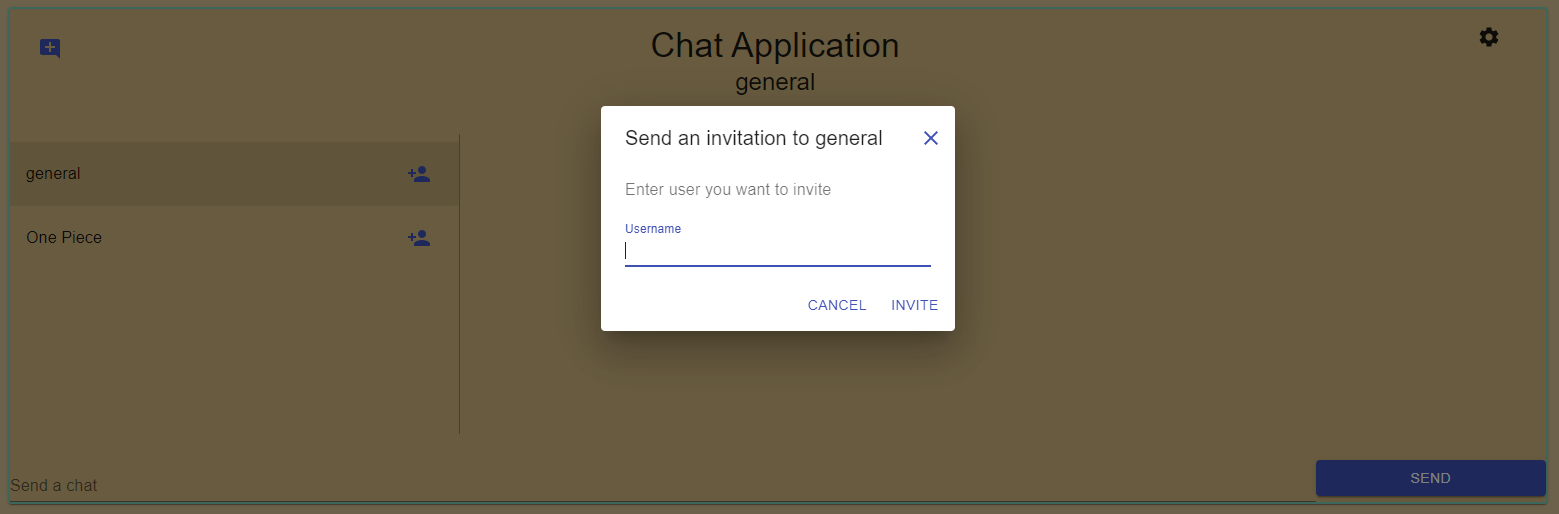 Chat Application
general
general
One Piece
Send an invitation to general
Enter user you want to invite
Username
CANCEL INVITE
Send a chat
SEND